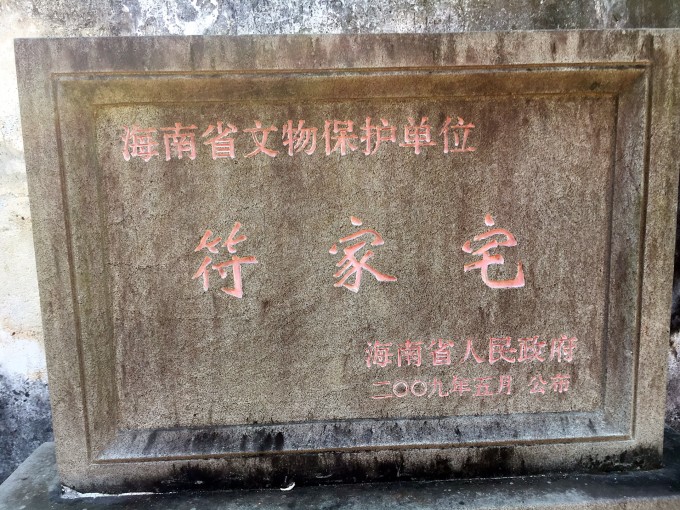 海南省文物保护单位
符家宅
海南省人民政府
二〇〇九年五月 公布